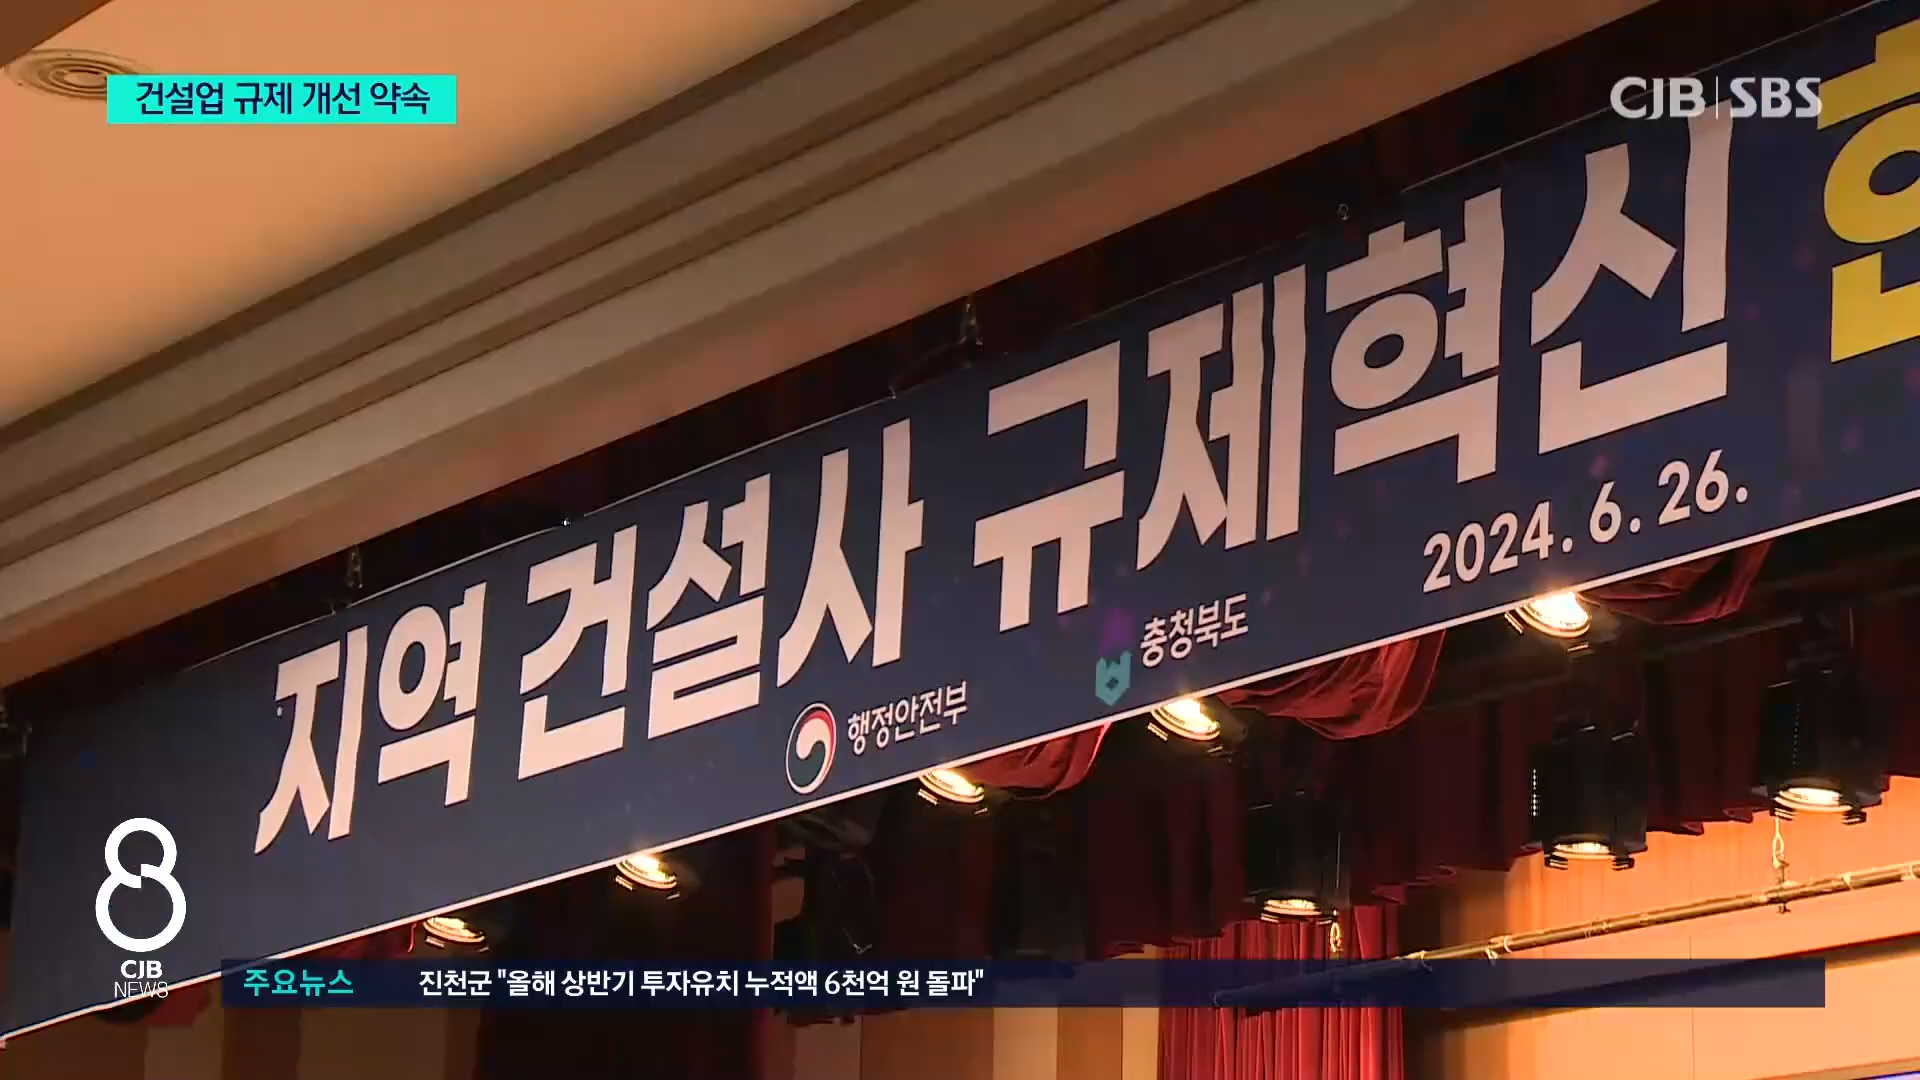 건설업 규제 개선 약속
CJB SBS
지역 건설사 규제혁신
2024. 6. 26.
행정안전부
충청북도
8
CJB
NEWS
주요뉴스
진천군 "올해 상반기 투자유치 누적액 6천억 원 돌파"